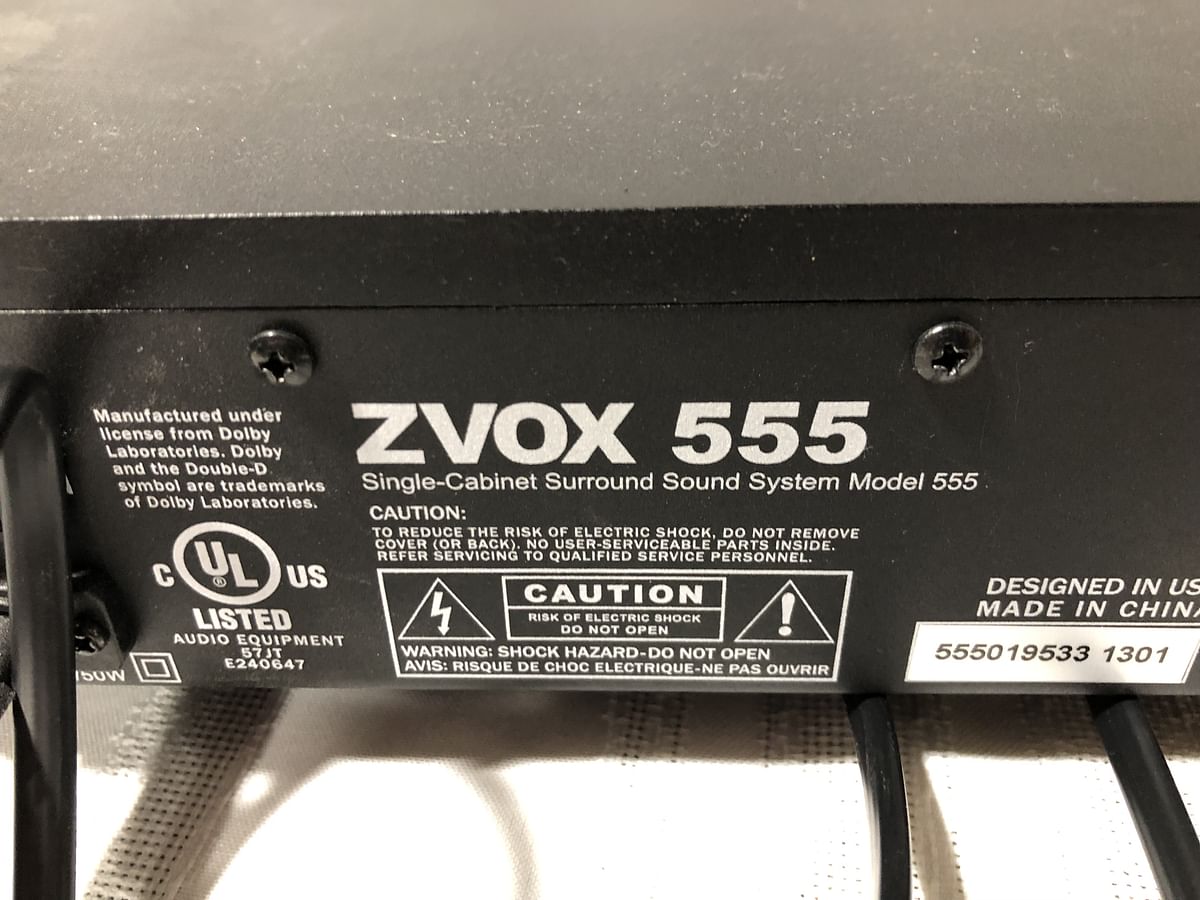 Manufactured under
license from Dolby
Laboratories. Dolby
and the Double-D
symbol are trademarks
of Dolby Laboratories.
C UL ® US
LISTED
AUDIO EQUIPMENT
57JT
E240647
ZVOX 555
Single-Cabinet Surround Sound System Model 555
CAUTION:
TO REDUCE THE RISK OF ELECTRIC SHOCK, DO NOT REMOVE
COVER (OR BACK). NO USER-SERVICEABLE PARTS INSIDE.
REFER SERVICING TO QUALIFIED SERVICE PERSONNEL.
CAUTION
RISK OF ELECTRIC SHOCK
DO NOT OPEN
WARNING: SHOCK HAZARD-DO NOT OPEN
AVIS: RISQUE DE CHOC ELECTRIQUE-NE PAS OUVRIR
DESIGNED IN US
MADE IN CHIN
555019533 1301